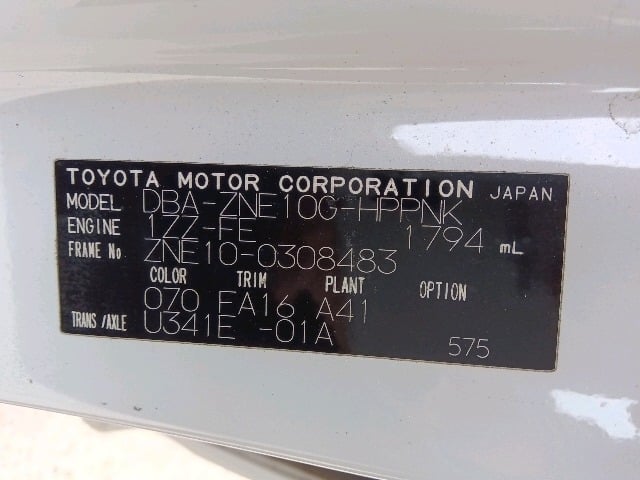 TOYOTA MOTOR CORPORATION JAPAN
MODEL DBA-ZNE10G-HPPNK
ENGINE 1ZZ-FE 1794 mL
FRAME No ZNE10-0308483
COLOR TRIM PLANT OPTION
070 FA16 A41
TRANS/AXLE U341E -01A
575